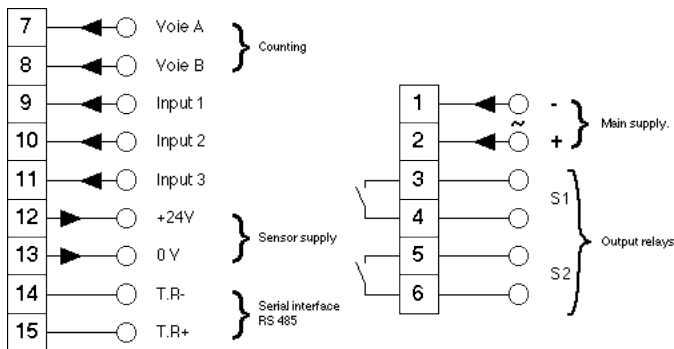 7 Voie A
8 Voie B
Counting
9 Input 1
10 Input 2
11 Input 3
12 +24V
13 0 V
Sensor supply
14 T.R-
15 T.R+
Serial interface
RS 485
1 -
~
2 +
Main supply.
3
4
S1
5
6
S2
Output relays